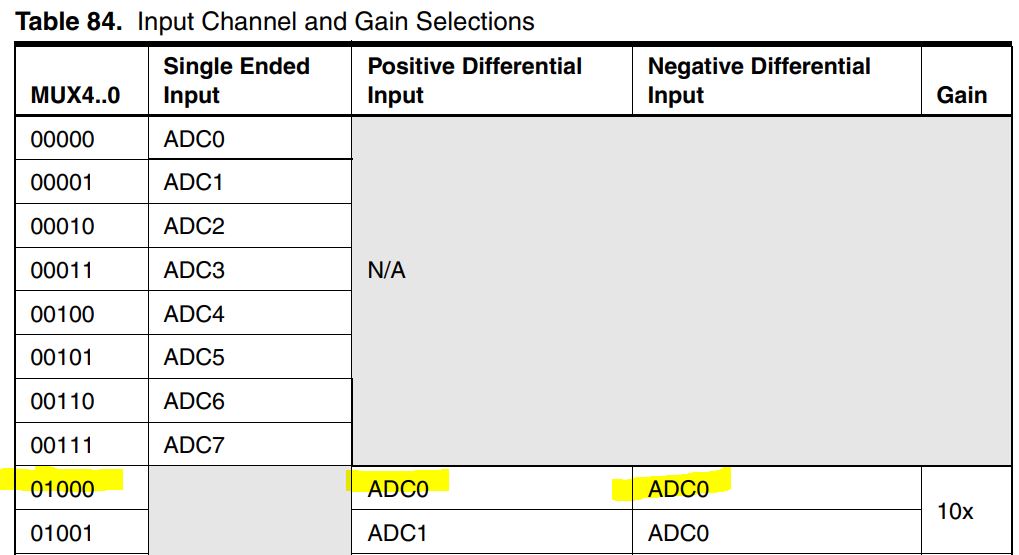 Table 84. Input Channel and Gain Selections
MUX4..0 Single Ended Input Positive Differential Input Negative Differential Input Gain
00000 ADC0
00001 ADC1
00010 ADC2
00011 ADC3 N/A
00100 ADC4
00101 ADC5
00110 ADC6
00111 ADC7
01000 ADC0 ADC0 10x
01001 ADC1 ADC0